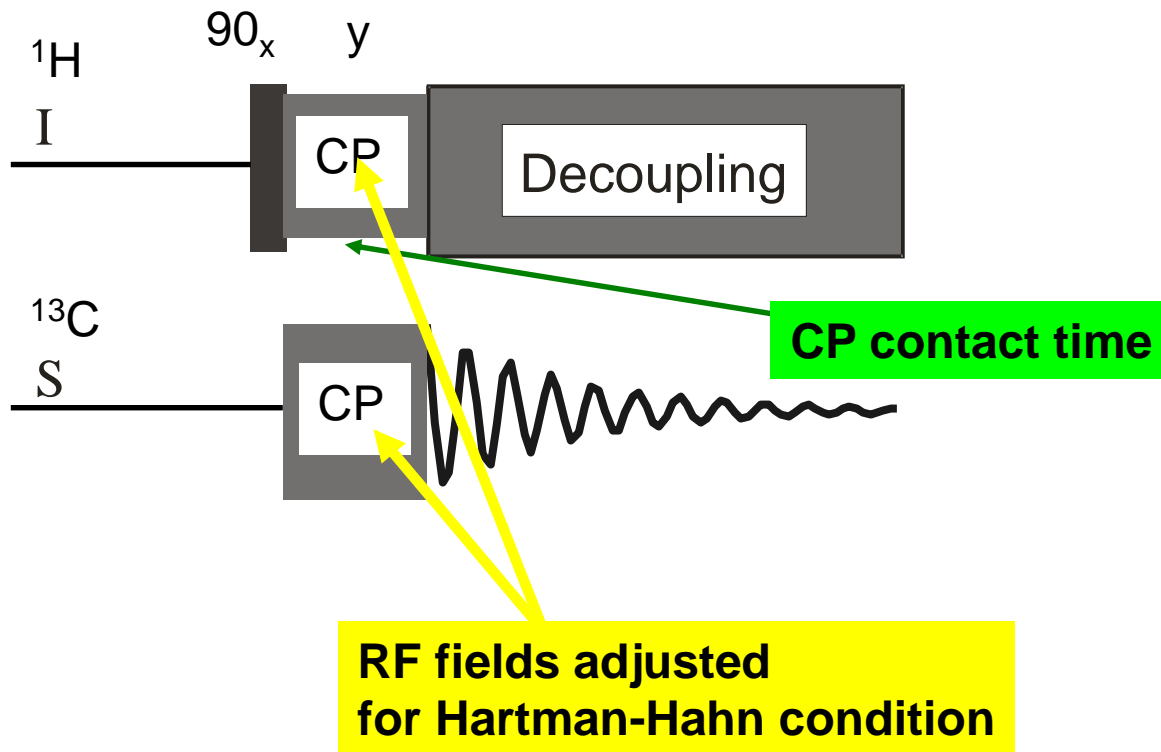 90x y
¹H
I
CP
Decoupling
¹³C
S
CP
CP contact time
RF fields adjusted
for Hartman-Hahn condition